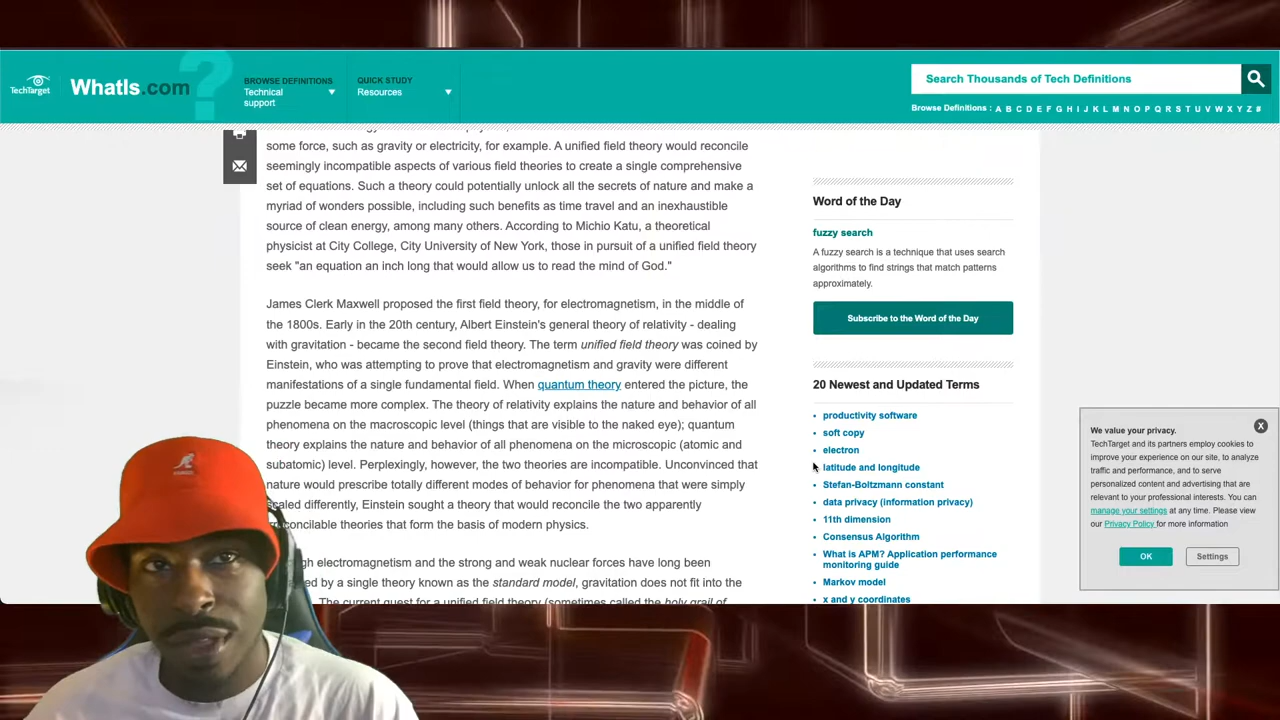 TechTarget
WhatIs.com
?
BROWSE DEFINITIONS
Technical
support
QUICK STUDY
Resources
Search Thousands of Tech Definitions
Browse Definitions : A B C D E F G H I J K L M N O P Q R S T U V W X Y Z #
some force, such as gravity or electricity, for example. A unified field theory would reconcile
seemingly incompatible aspects of various field theories to create a single comprehensive
set of equations. Such a theory could potentially unlock all the secrets of nature and make a
myriad of wonders possible, including such benefits as time travel and an inexhaustible
source of clean energy, among many others. According to Michio Katu, a theoretical
physicist at City College, City University of New York, those in pursuit of a unified field theory
seek "an equation an inch long that would allow us to read the mind of God."
James Clerk Maxwell proposed the first field theory, for electromagnetism, in the middle of
the 1800s. Early in the 20th century, Albert Einstein's general theory of relativity - dealing
with gravitation - became the second field theory. The term unified field theory was coined by
Einstein, who was attempting to prove that electromagnetism and gravity were different
manifestations of a single fundamental field. When quantum theory entered the picture, the
puzzle became more complex. The theory of relativity explains the nature and behavior of all
phenomena on the macroscopic level (things that are visible to the naked eye); quantum
theory explains the nature and behavior of all phenomena on the microscopic (atomic and
subatomic) level. Perplexingly, however, the two theories are incompatible. Unconvinced that
nature would prescribe totally different modes of behavior for phenomena that were simply
scaled differently, Einstein sought a theory that would reconcile the two apparently
irreconcilable theories that form the basis of modern physics.
gh electromagnetism and the strong and weak nuclear forces have long been
ed by a single theory known as the standard model, gravitation does not fit into the
The current quest for a unified field theory (sometimes called the holy grail of
Word of the Day
fuzzy search
A fuzzy search is a technique that uses search
algorithms to find strings that match patterns
approximately.
Subscribe to the Word of the Day
20 Newest and Updated Terms
productivity software
soft copy
electron
latitude and longitude
Stefan-Boltzmann constant
data privacy (information privacy)
11th dimension
Consensus Algorithm
What is APM? Application performance
monitoring guide
Markov model
x and y coordinates
X
We value your privacy.
TechTarget and its partners employ cookies to
improve your experience on our site, to analyze
traffic and performance, and to serve
personalized content and advertising that are
relevant to your professional interests. You can
manage your settings at any time. Please view
our Privacy Policy for more information
OK
Settings